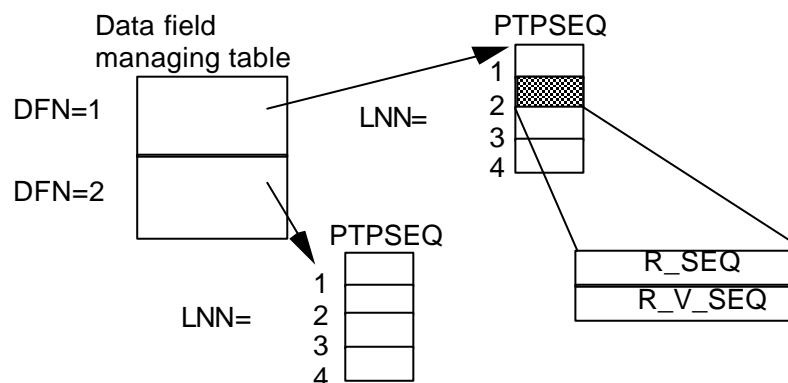 Data field
managing table
DFN=1
DFN=2
PTPSEQ
LNN=
1
2
3
4
R_SEQ
R_V_SEQ
PTPSEQ
LNN=
1
2
3
4